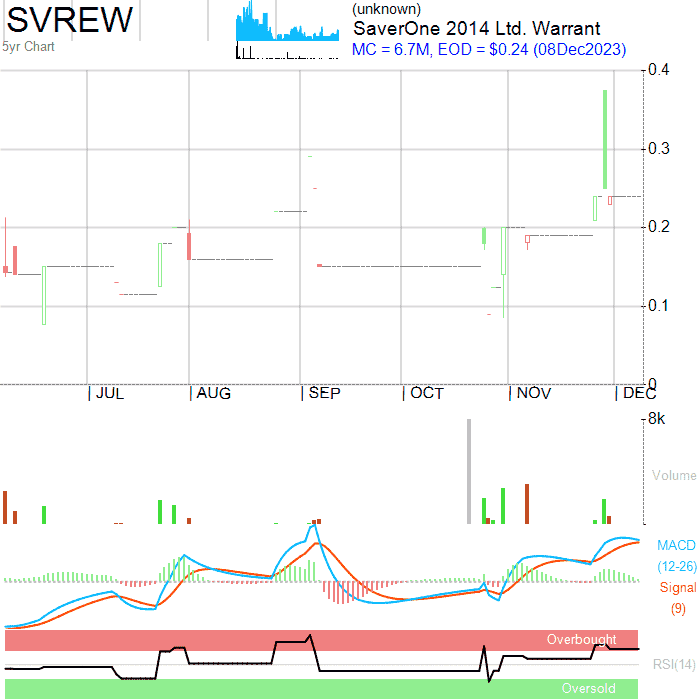 SVREW
5yr Chart
(unknown)
SaverOne 2014 Ltd. Warrant
MC = 6.7M, EOD = $0.24 (08Dec2023)
0.4
0.3
0.2
0.1
0
JUL AUG SEP OCT NOV DEC
8k
Volume
MACD
(12-26)
Signal
(9)
Overbought
RSI(14)
Oversold